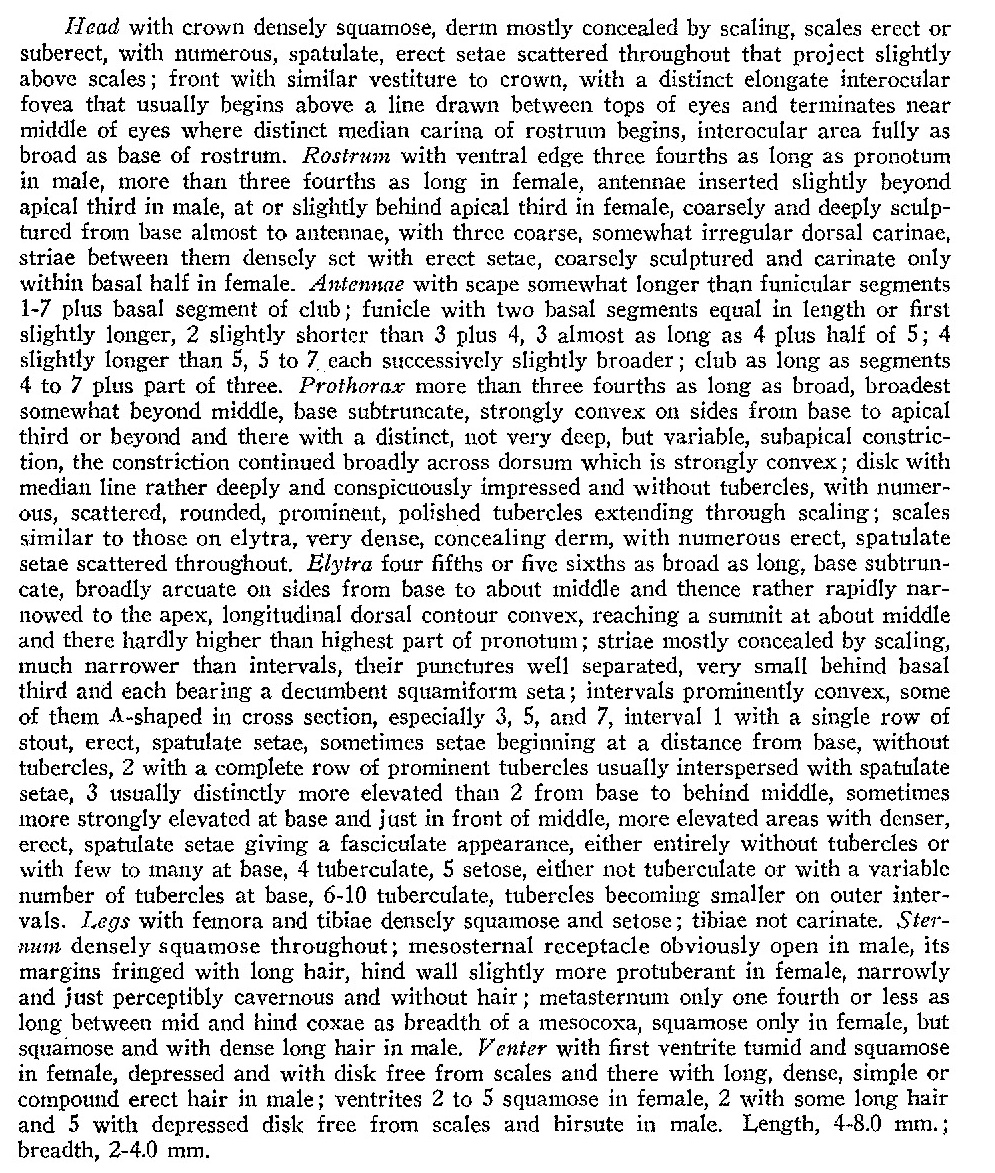 Head with crown densely squamose, derm mostly concealed by scaling, scales erect or
suberect, with numerous, spatulate, erect setae scattered throughout that project slightly
above scales; front with similar vestiture to crown, with a distinct elongate interocular
fovea that usually begins above a line drawn between tops of eyes and terminates near
middle of eyes where distinct median carina of rostrum begins, interocular area fully as
broad as base of rostrum. Rostrum with ventral edge three fourths as long as pronotum
in male, more than three fourths as long in female, antennae inserted slightly beyond
apical third in male, at or slightly behind apical third in female, coarsely and deeply sculp-
tured from base almost to antennae, with three coarse, somewhat irregular dorsal carinae,
striae between them densely set with erect setae, coarsely sculptured and carinate only
within basal half in female. Antennae with scape somewhat longer than funicular segments
1-7 plus basal segment of club; funicle with two basal segments equal in length or first
slightly longer, 2 slightly shorter than 3 plus 4, 3 almost as long as 4 plus half of 5; 4
slightly longer than 5, 5 to 7 each successively slightly broader; club as long as segments
4 to 7 plus part of three. Prothorax more than three fourths as long as broad, broadest
somewhat beyond middle, base subtruncate, strongly convex on sides from base to apical
third or beyond and there with a distinct, not very deep, but variable, subapical constric-
tion, the constriction continued broadly across dorsum which is strongly convex; disk with
median line rather deeply and conspicuously impressed and without tubercles, with numer-
ous, scattered, rounded, prominent, polished tubercles extending through scaling; scales
similar to those on elytra, very dense, concealing derm, with numerous erect, spatulate
setae scattered throughout. Elytra four fifths or five sixths as broad as long, base subtrun-
cate, broadly arcuate on sides from base to about middle and thence rather rapidly nar-
rowed to the apex, longitudinal dorsal contour convex, reaching a summit at about middle
and there hardly higher than highest part of pronotum; striae mostly concealed by scaling,
much narrower than intervals, their punctures well separated, very small behind basal
third and each bearing a decumbent squamiform seta; intervals prominently convex, some
of them Λ-shaped in cross section, especially 3, 5, and 7, interval 1 with a single row of
stout, erect, spatulate setae, sometimes setae beginning at a distance from base, without
tubercles, 2 with a complete row of prominent tubercles usually interspersed with spatulate
setae, 3 usually distinctly more elevated than 2 from base to behind middle, sometimes
more strongly elevated at base and just in front of middle, more elevated areas with denser,
erect, spatulate setae giving a fasciculate appearance, either entirely without tubercles or
with few to many at base, 4 tuberculate, 5 setose, either not tuberculate or with a variable
number of tubercles at base, 6-10 tuberculate, tubercles becoming smaller on outer inter-
vals. Legs with femora and tibiae densely squamose and setose; tibiae not carinate. Ster-
num densely squamose throughout; mesosternal receptacle obviously open in male, its
margins fringed with long hair, hind wall slightly more protuberant in female, narrowly
and just perceptibly cavernous and without hair; metasternum only one fourth or less as
long between mid and hind coxae as breadth of a mesocoxa, squamose only in female, but
squamose and with dense long hair in male. Venter with first ventrite tumid and squamose
in female, depressed and with disk free from scales and there with long, dense, simple or
compound erect hair in male; ventrites 2 to 5 squamose in female, 2 with some long hair
and 5 with depressed disk free from scales and hirsute in male. Length, 4-8.0 mm.;
breadth, 2-4.0 mm.